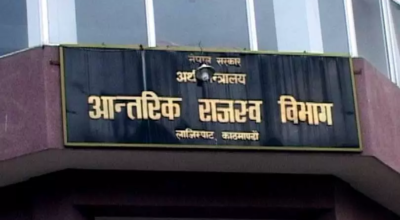 नेपाल सरकार
अर्थ मन्त्रालय
आन्तरिक राजस्व विभाग
लाजिम्पाट, काठमाण्डौ